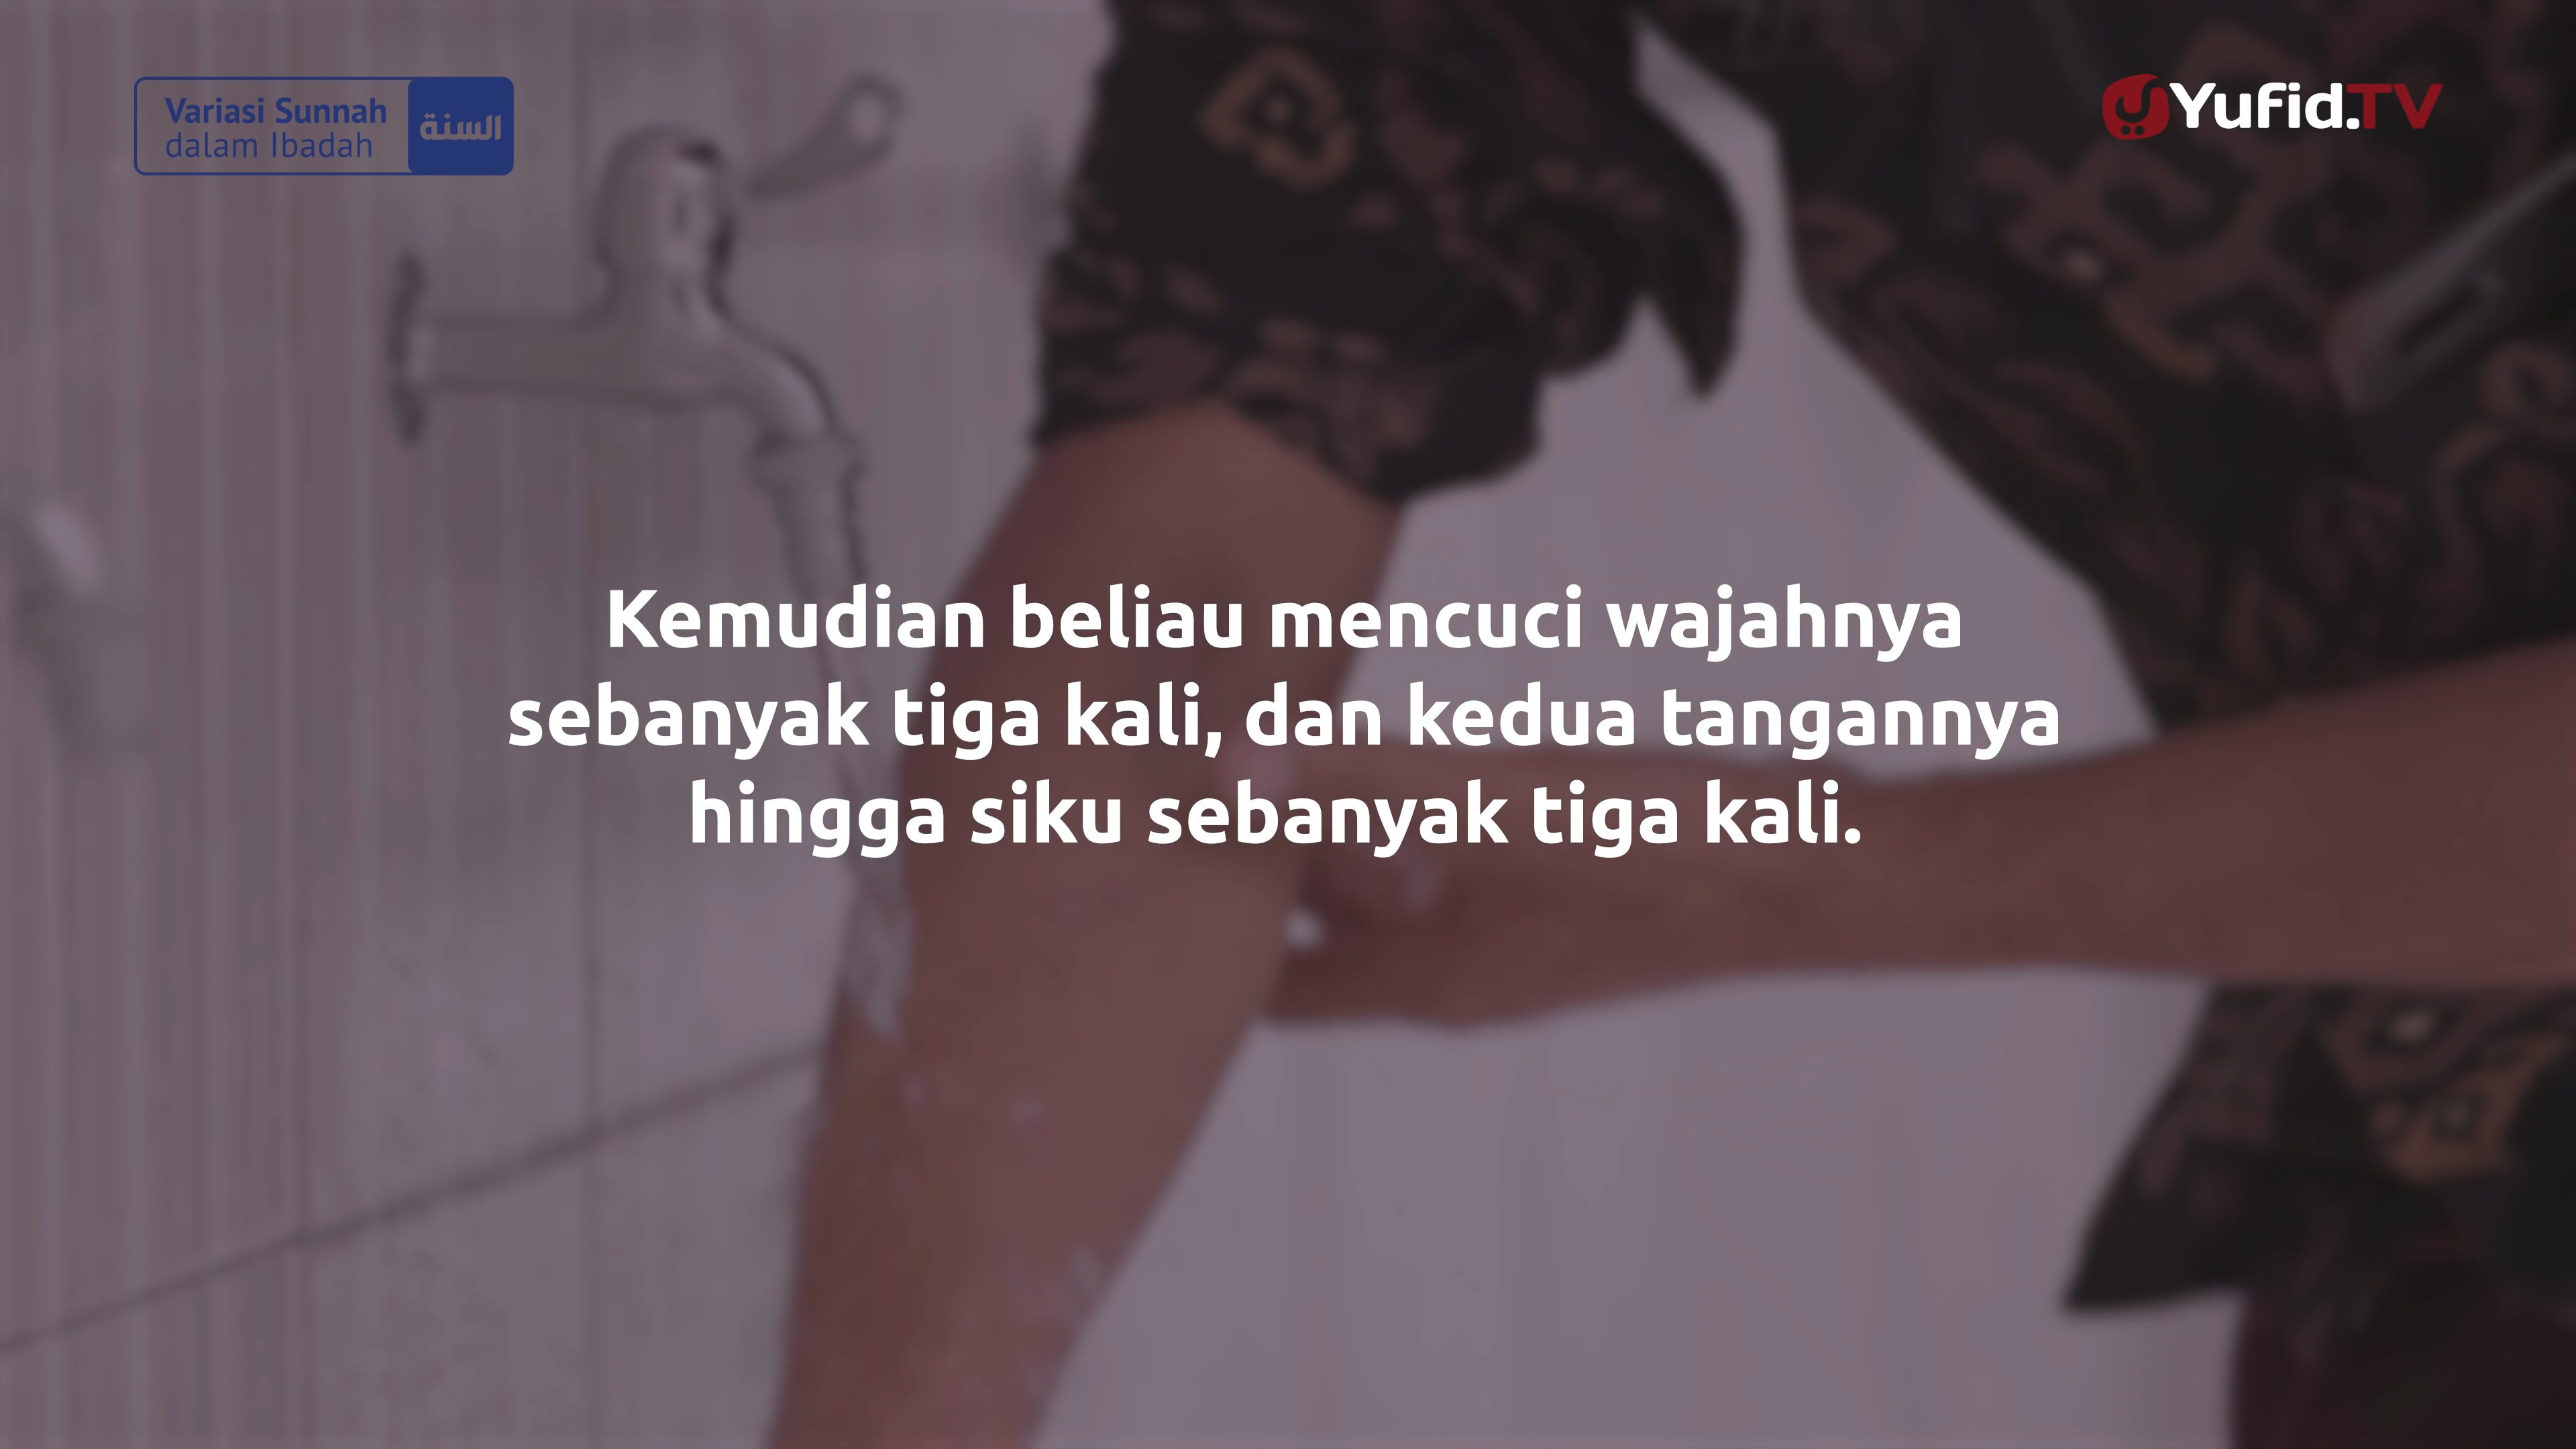 Variasi Sunnah
dalam Ibadah
السنة
Yufid.TV
Kemudian beliau mencuci wajahnya
sebanyak tiga kali, dan kedua tangannya
hingga siku sebanyak tiga kali.